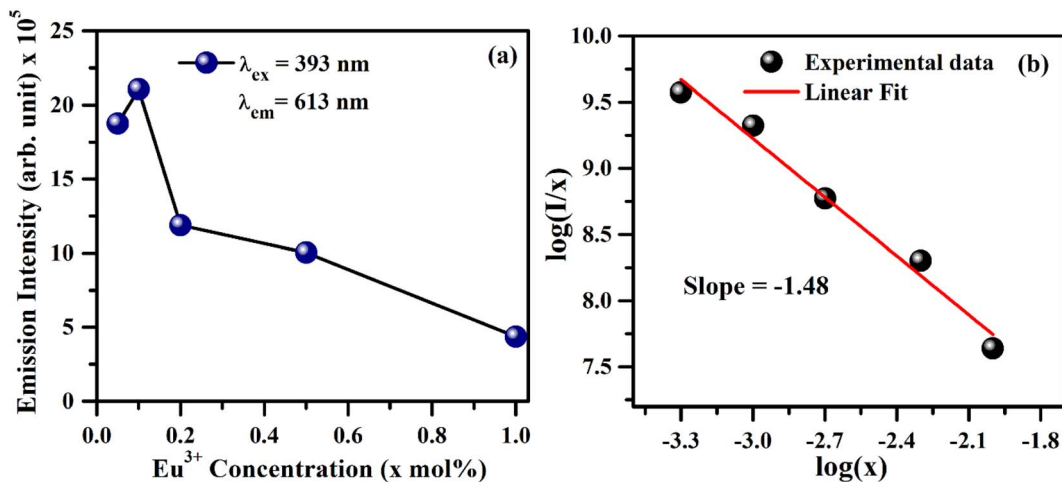 25
20
15
10
5
0
Emission Intensity (arb. unit) x 10⁵
(a)
λex = 393 nm
λem = 613 nm
0.0 0.2 0.4 0.6 0.8 1.0
Eu³⁺ Concentration (x mol%)
10.0
9.5
9.0
8.5
8.0
7.5
log(I/x)
Experimental data
Linear Fit
(b)
Slope = -1.48
-3.3 -3.0 -2.7 -2.4 -2.1 -1.8
log(x)